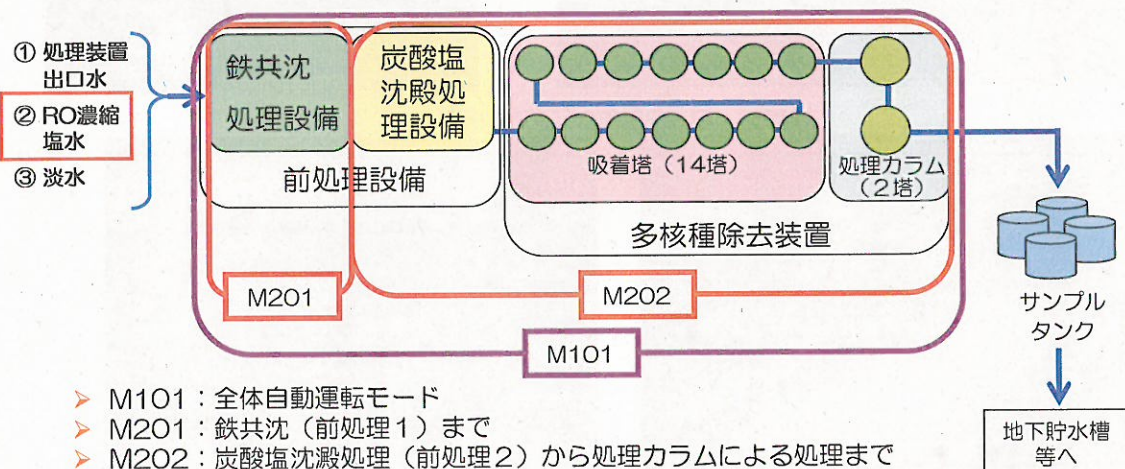 ① 処理装置
出口水
② RO濃縮
塩水
③ 淡水
鉄共沈
処理設備
炭酸塩
沈殿処
理設備
前処理設備
吸着塔（14塔）
処理カラム
（2塔）
多核種除去装置
M201
M202
M101
サンプル
タンク
地下貯水槽
等へ
➢ M101：全体自動運転モード
➢ M201：鉄共沈（前処理1）まで
➢ M202：炭酸塩沈澱処理（前処理2）から処理カラムによる処理まで